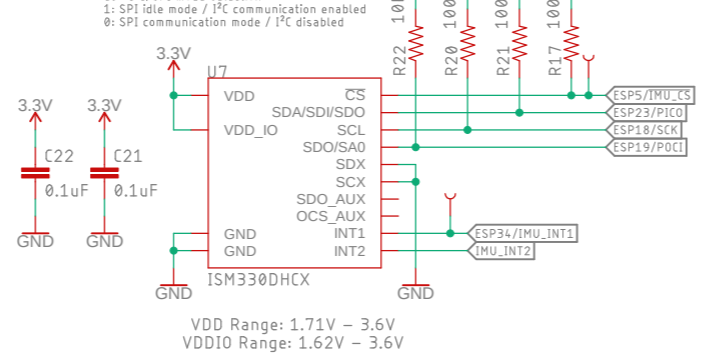 1: SPI idle mode / I²C communication enabled
0: SPI communication mode / I²C disabled
R22
R20
R21
R17
3.3V
U7
VDD
VDD_IO
GND
GND
CS
SDA/SDI/SDO
SCL
SDO/SA0
SDX
SCX
SDO_AUX
OCS_AUX
INT1
INT2
ESP5/IMU_CS
ESP23/PICO
ESP18/SCK
ESP19/POCI
ESP34/IMU_INT1
IMU_INT2
3.3V
3.3V
C22
C21
0.1uF
0.1uF
GND
GND
GND
ISM330DHCX
GND
VDD Range: 1.71V – 3.6V
VDDIO Range: 1.62V – 3.6V